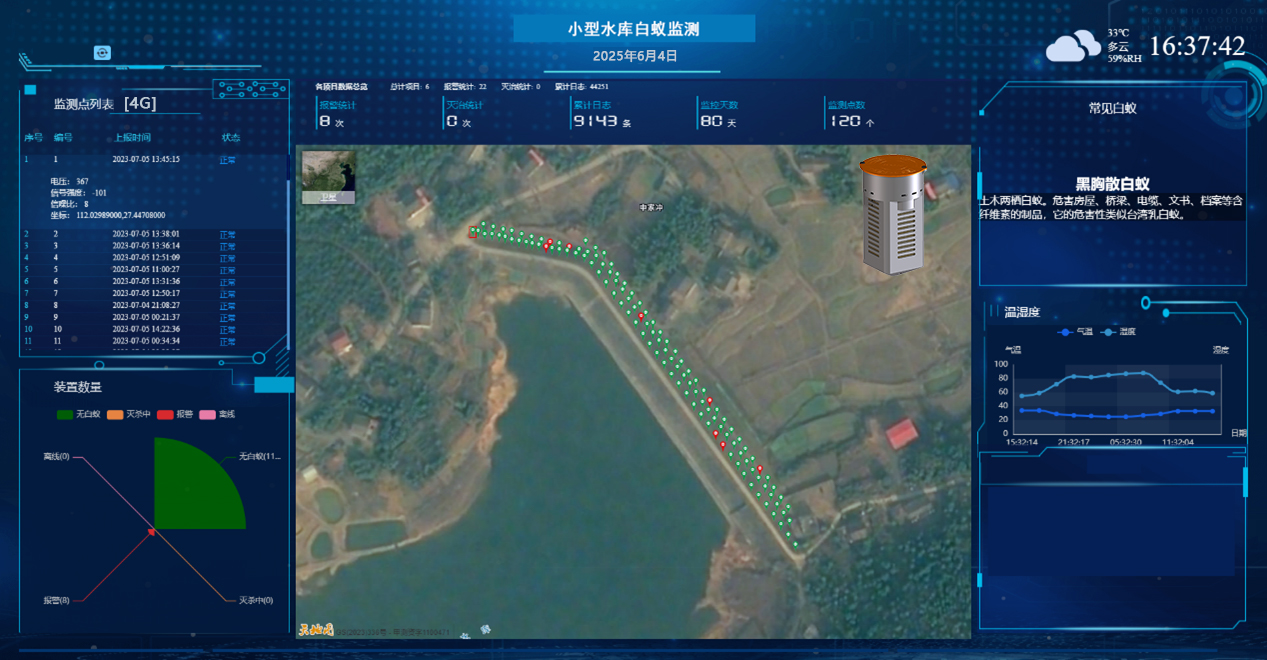 小型水库白蚁监测
2025年6月4日
33℃
多云
59%RH
16:37:42
监测点列表 [4G]
序号 编号 上报时间 状态
1 1 2023-07-05 13:45:15 正常
电压: 367
信号强度: -101
信噪比: 8
坐标: 112.02989000,27.44708000
2 2 2023-07-05 13:38:01 正常
3 3 2023-07-05 13:36:14 正常
4 4 2023-07-05 12:51:09 正常
5 5 2023-07-05 11:00:27 正常
6 6 2023-07-05 13:31:36 正常
7 7 2023-07-05 12:50:17 正常
8 8 2023-07-04 21:08:27 正常
9 9 2023-07-05 00:21:37 正常
10 10 2023-07-05 14:22:36 正常
11 11 2023-07-05 00:34:34 正常
装置数量
无白蚁 灭杀中 报警 离线
离线(0)
无白蚁(11...
报警(8)
灭杀中(0)
各项目数据总览 总计项目: 6 报警统计: 22 灭治统计: 0 累计日志: 44251
报警统计
8 次
灭治统计
0 次
累计日志
9143 条
监控天数
80 天
监测点数
120 个
卫星
申家冲
天地图
常见白蚁
黑胸散白蚁
土木两栖白蚁。危害房屋、桥梁、电缆、文书、档案等含
纤维素的制品，它的危害性类似台湾乳白蚁。
温湿度
气温 湿度
气温 湿度
100
80
60
40
20
0
日期
15:32:14 21:32:17 05:32:30 11:32:04